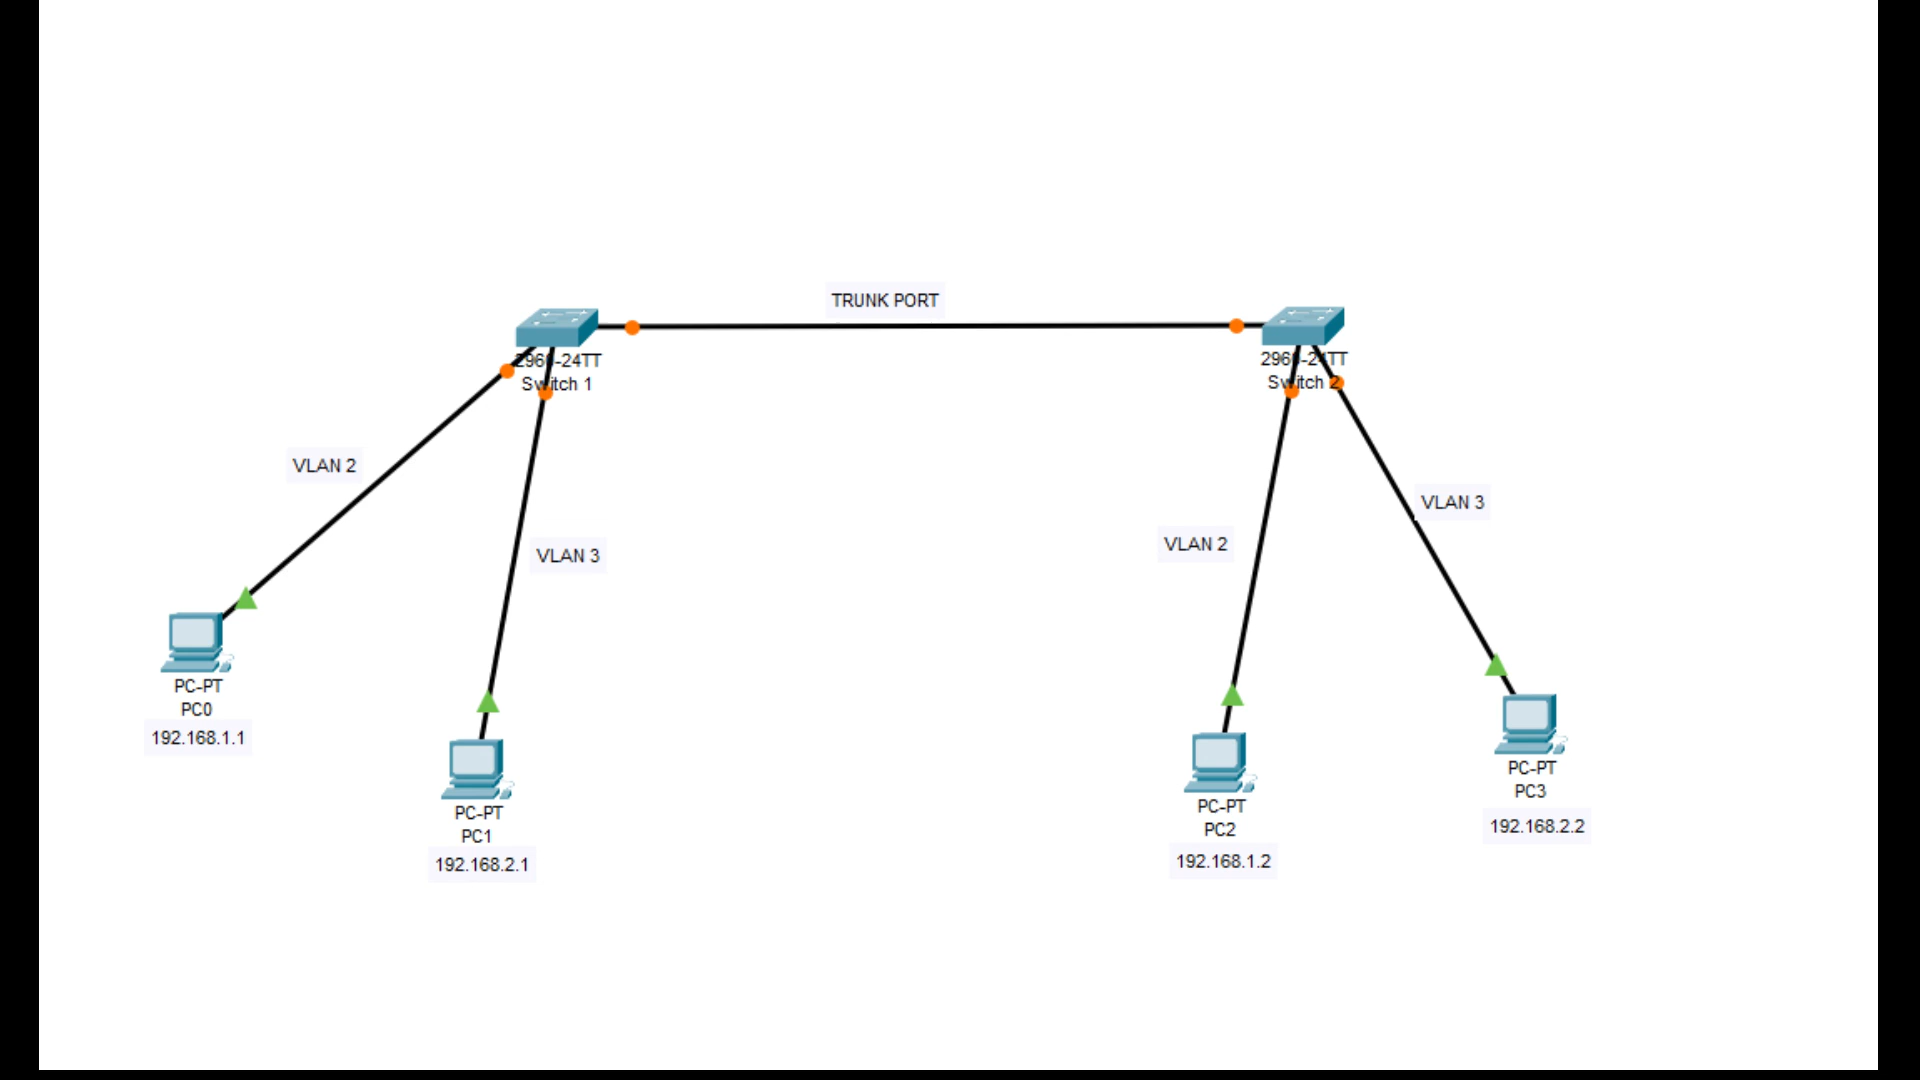 TRUNK PORT
2960-24TT
Switch 1
2960-24TT
Switch 2
VLAN 2
VLAN 3
VLAN 2
VLAN 3
PC-PT
PC0
192.168.1.1
PC-PT
PC1
192.168.2.1
PC-PT
PC2
192.168.1.2
PC-PT
PC3
192.168.2.2